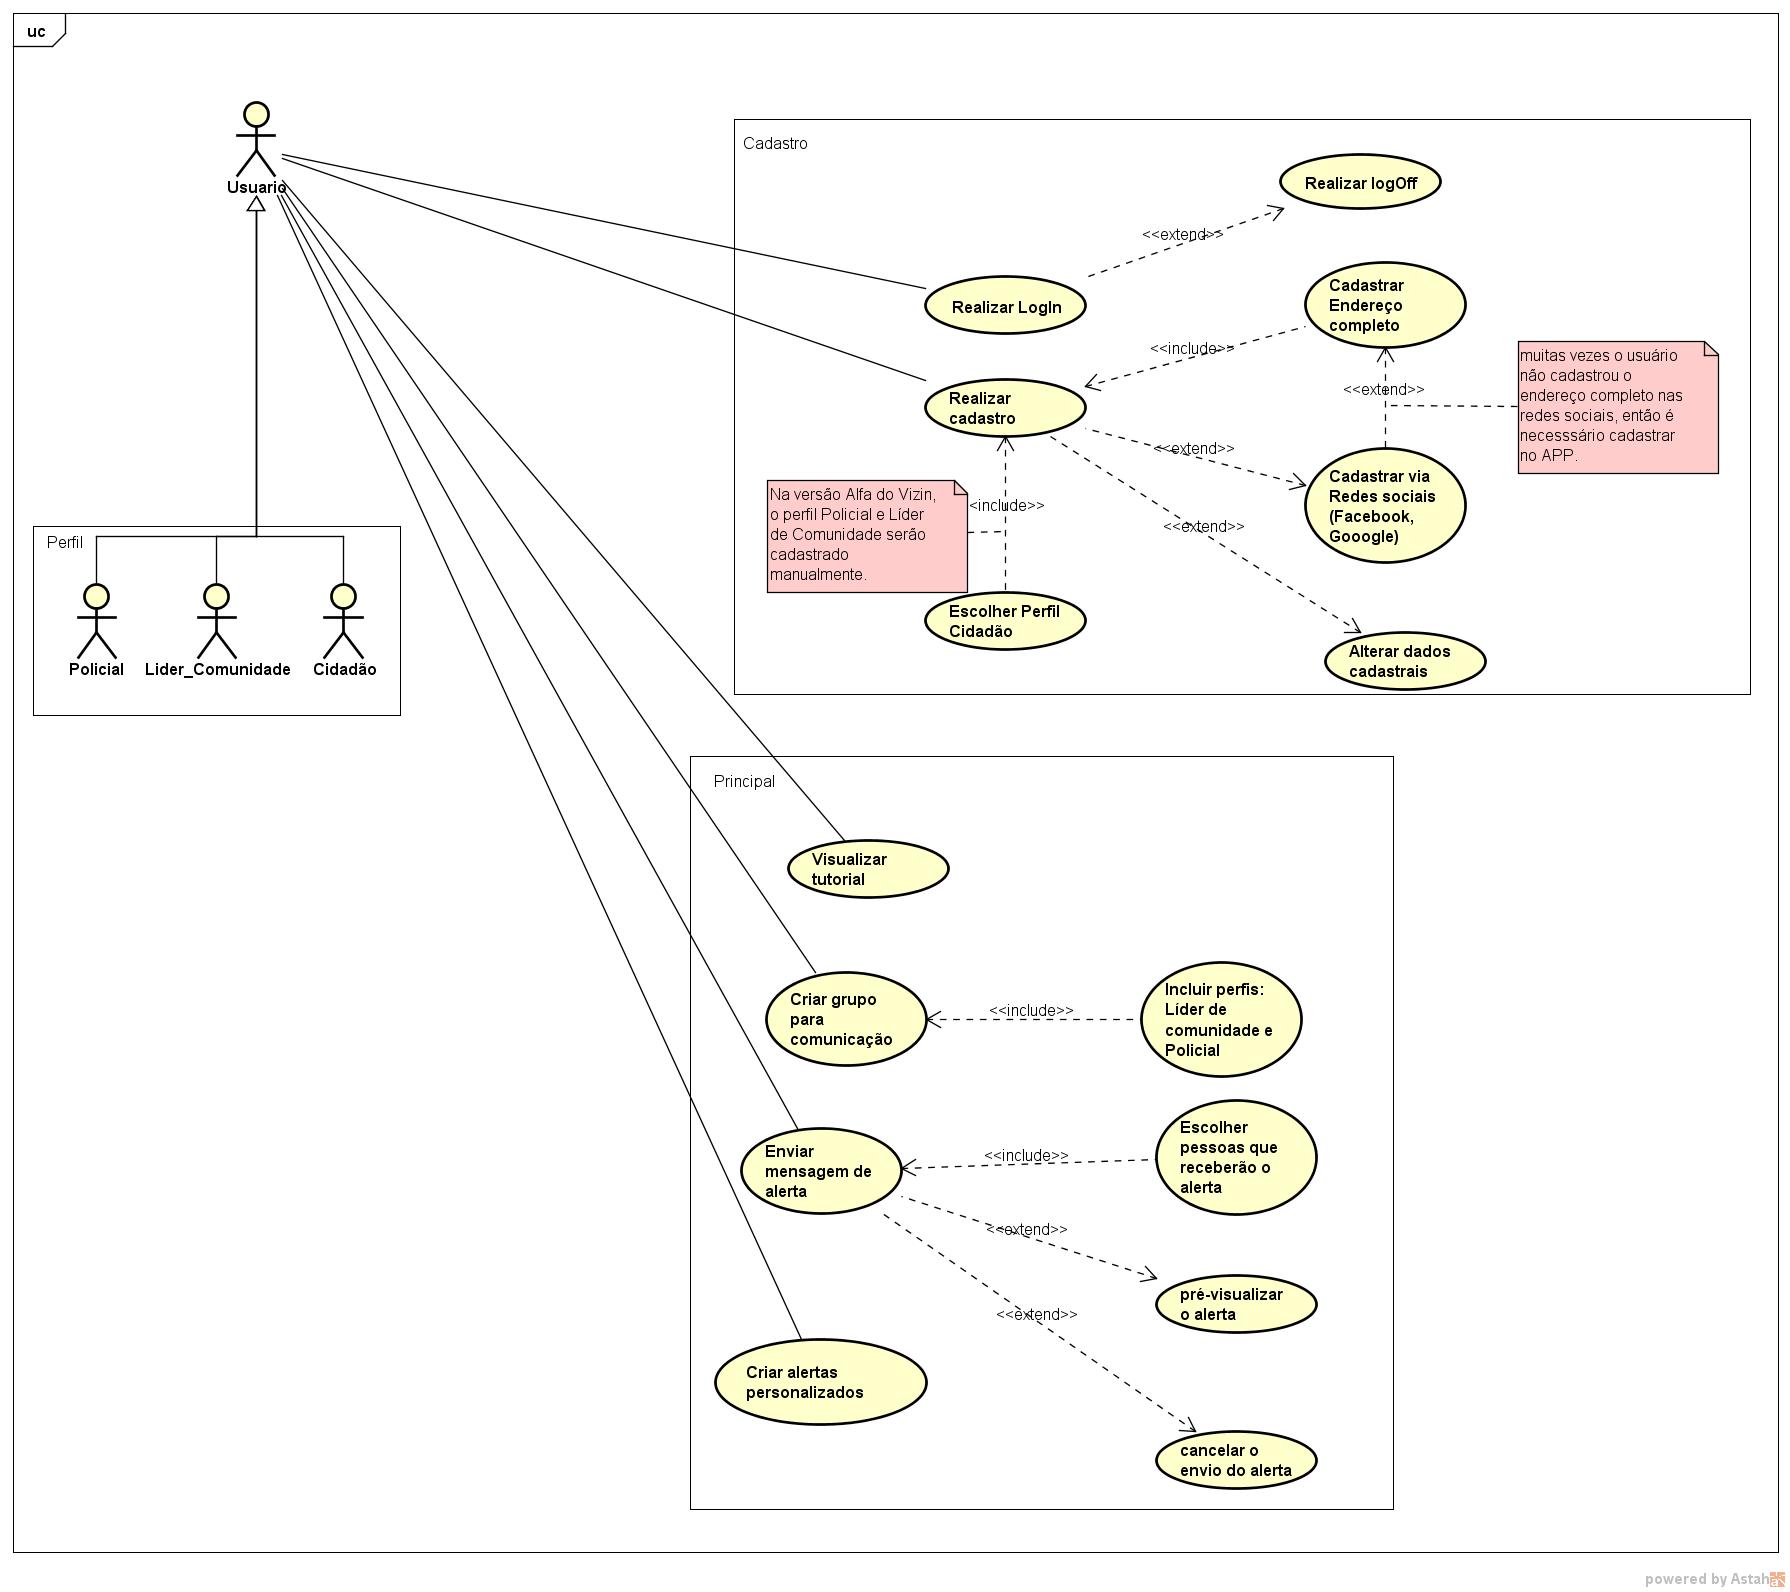 uc
Usuario
Cadastro
Realizar logOff
<<extend>>
Realizar LogIn
Cadastrar
Endereço
completo
<<include>>
muitas vezes o usuário
não cadastrou o
endereço completo nas
redes sociais, então é
necesssário cadastrar
no APP.
<<extend>>
Realizar
cadastro
<<extend>>
Cadastrar via
Redes sociais
(Facebook,
Gooogle)
Na versão Alfa do Vizin,
o perfil Policial e Líder
de Comunidade serão
cadastrado
manualmente.
<include>>
<<extend>>
Escolher Perfil
Cidadão
Alterar dados
cadastrais
Perfil
Policial
Lider_Comunidade
Cidadão
Principal
Visualizar
tutorial
Criar grupo
para
comunicação
<<include>>
Incluir perfis:
Líder de
comunidade e
Policial
Enviar
mensagem de
alerta
<<include>>
Escolher
pessoas que
receberão o
alerta
<<extend>>
pré-visualizar
o alerta
<<extend>>
Criar alertas
personalizados
cancelar o
envio do alerta
powered by Astah